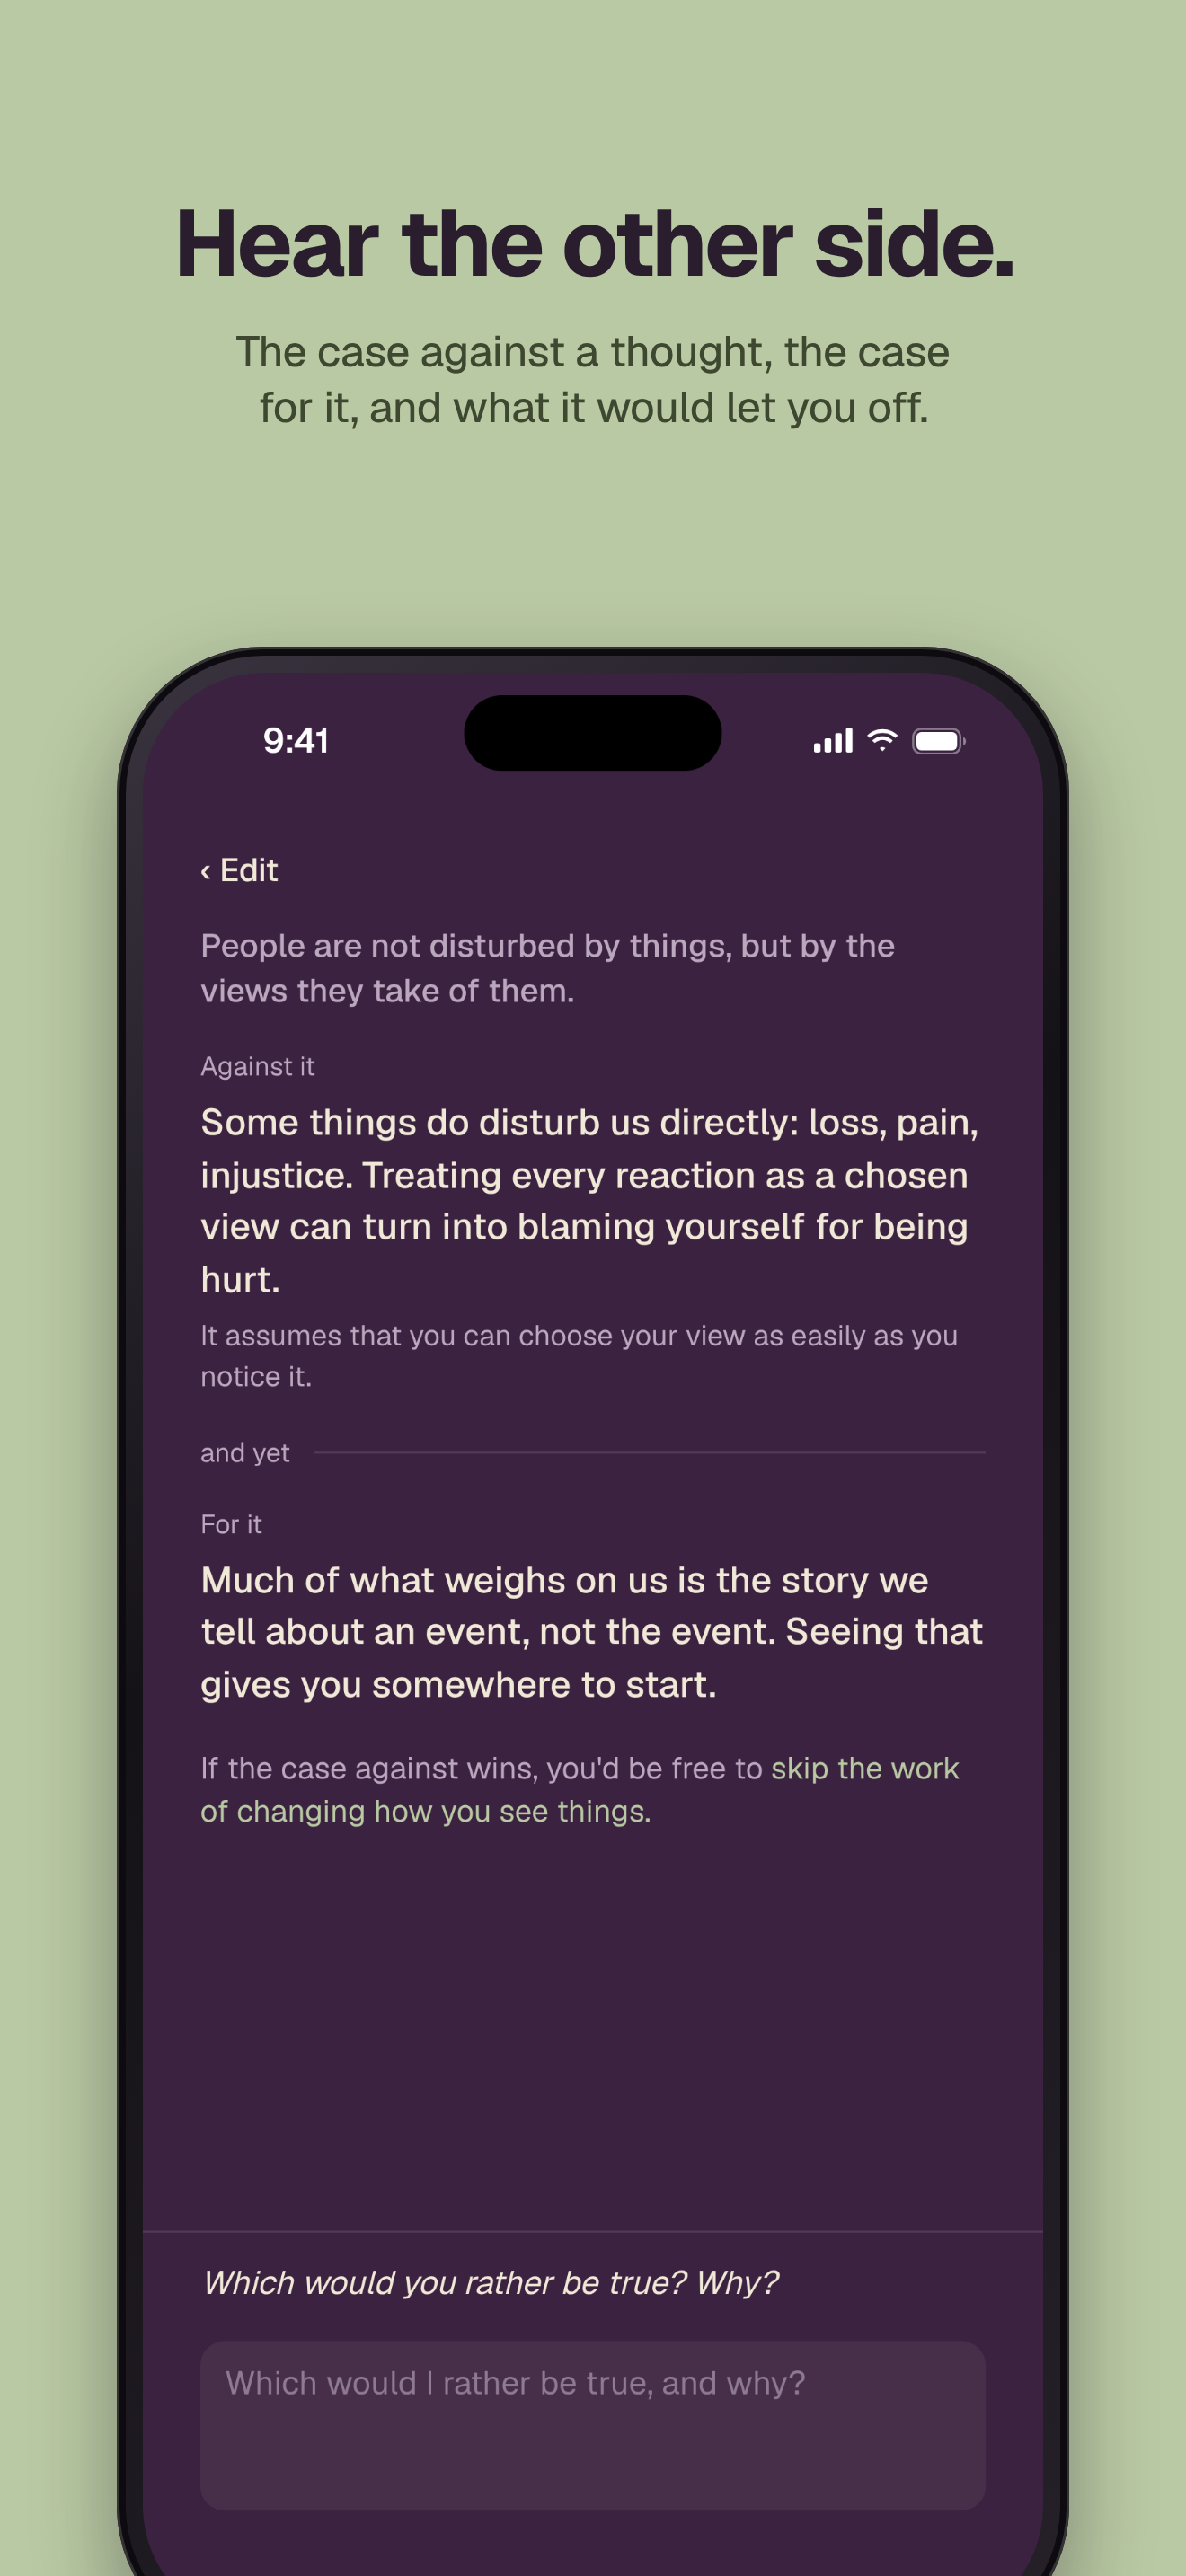 Hear the other side.
The case against a thought, the case
for it, and what it would let you off.
9:41
‹ Edit
People are not disturbed by things, but by the
views they take of them.
Against it
Some things do disturb us directly: loss, pain,
injustice. Treating every reaction as a chosen
view can turn into blaming yourself for being
hurt.
It assumes that you can choose your view as easily as you
notice it.
and yet
For it
Much of what weighs on us is the story we
tell about an event, not the event. Seeing that
gives you somewhere to start.
If the case against wins, you'd be free to skip the work
of changing how you see things.
Which would you rather be true? Why?
Which would I rather be true, and why?